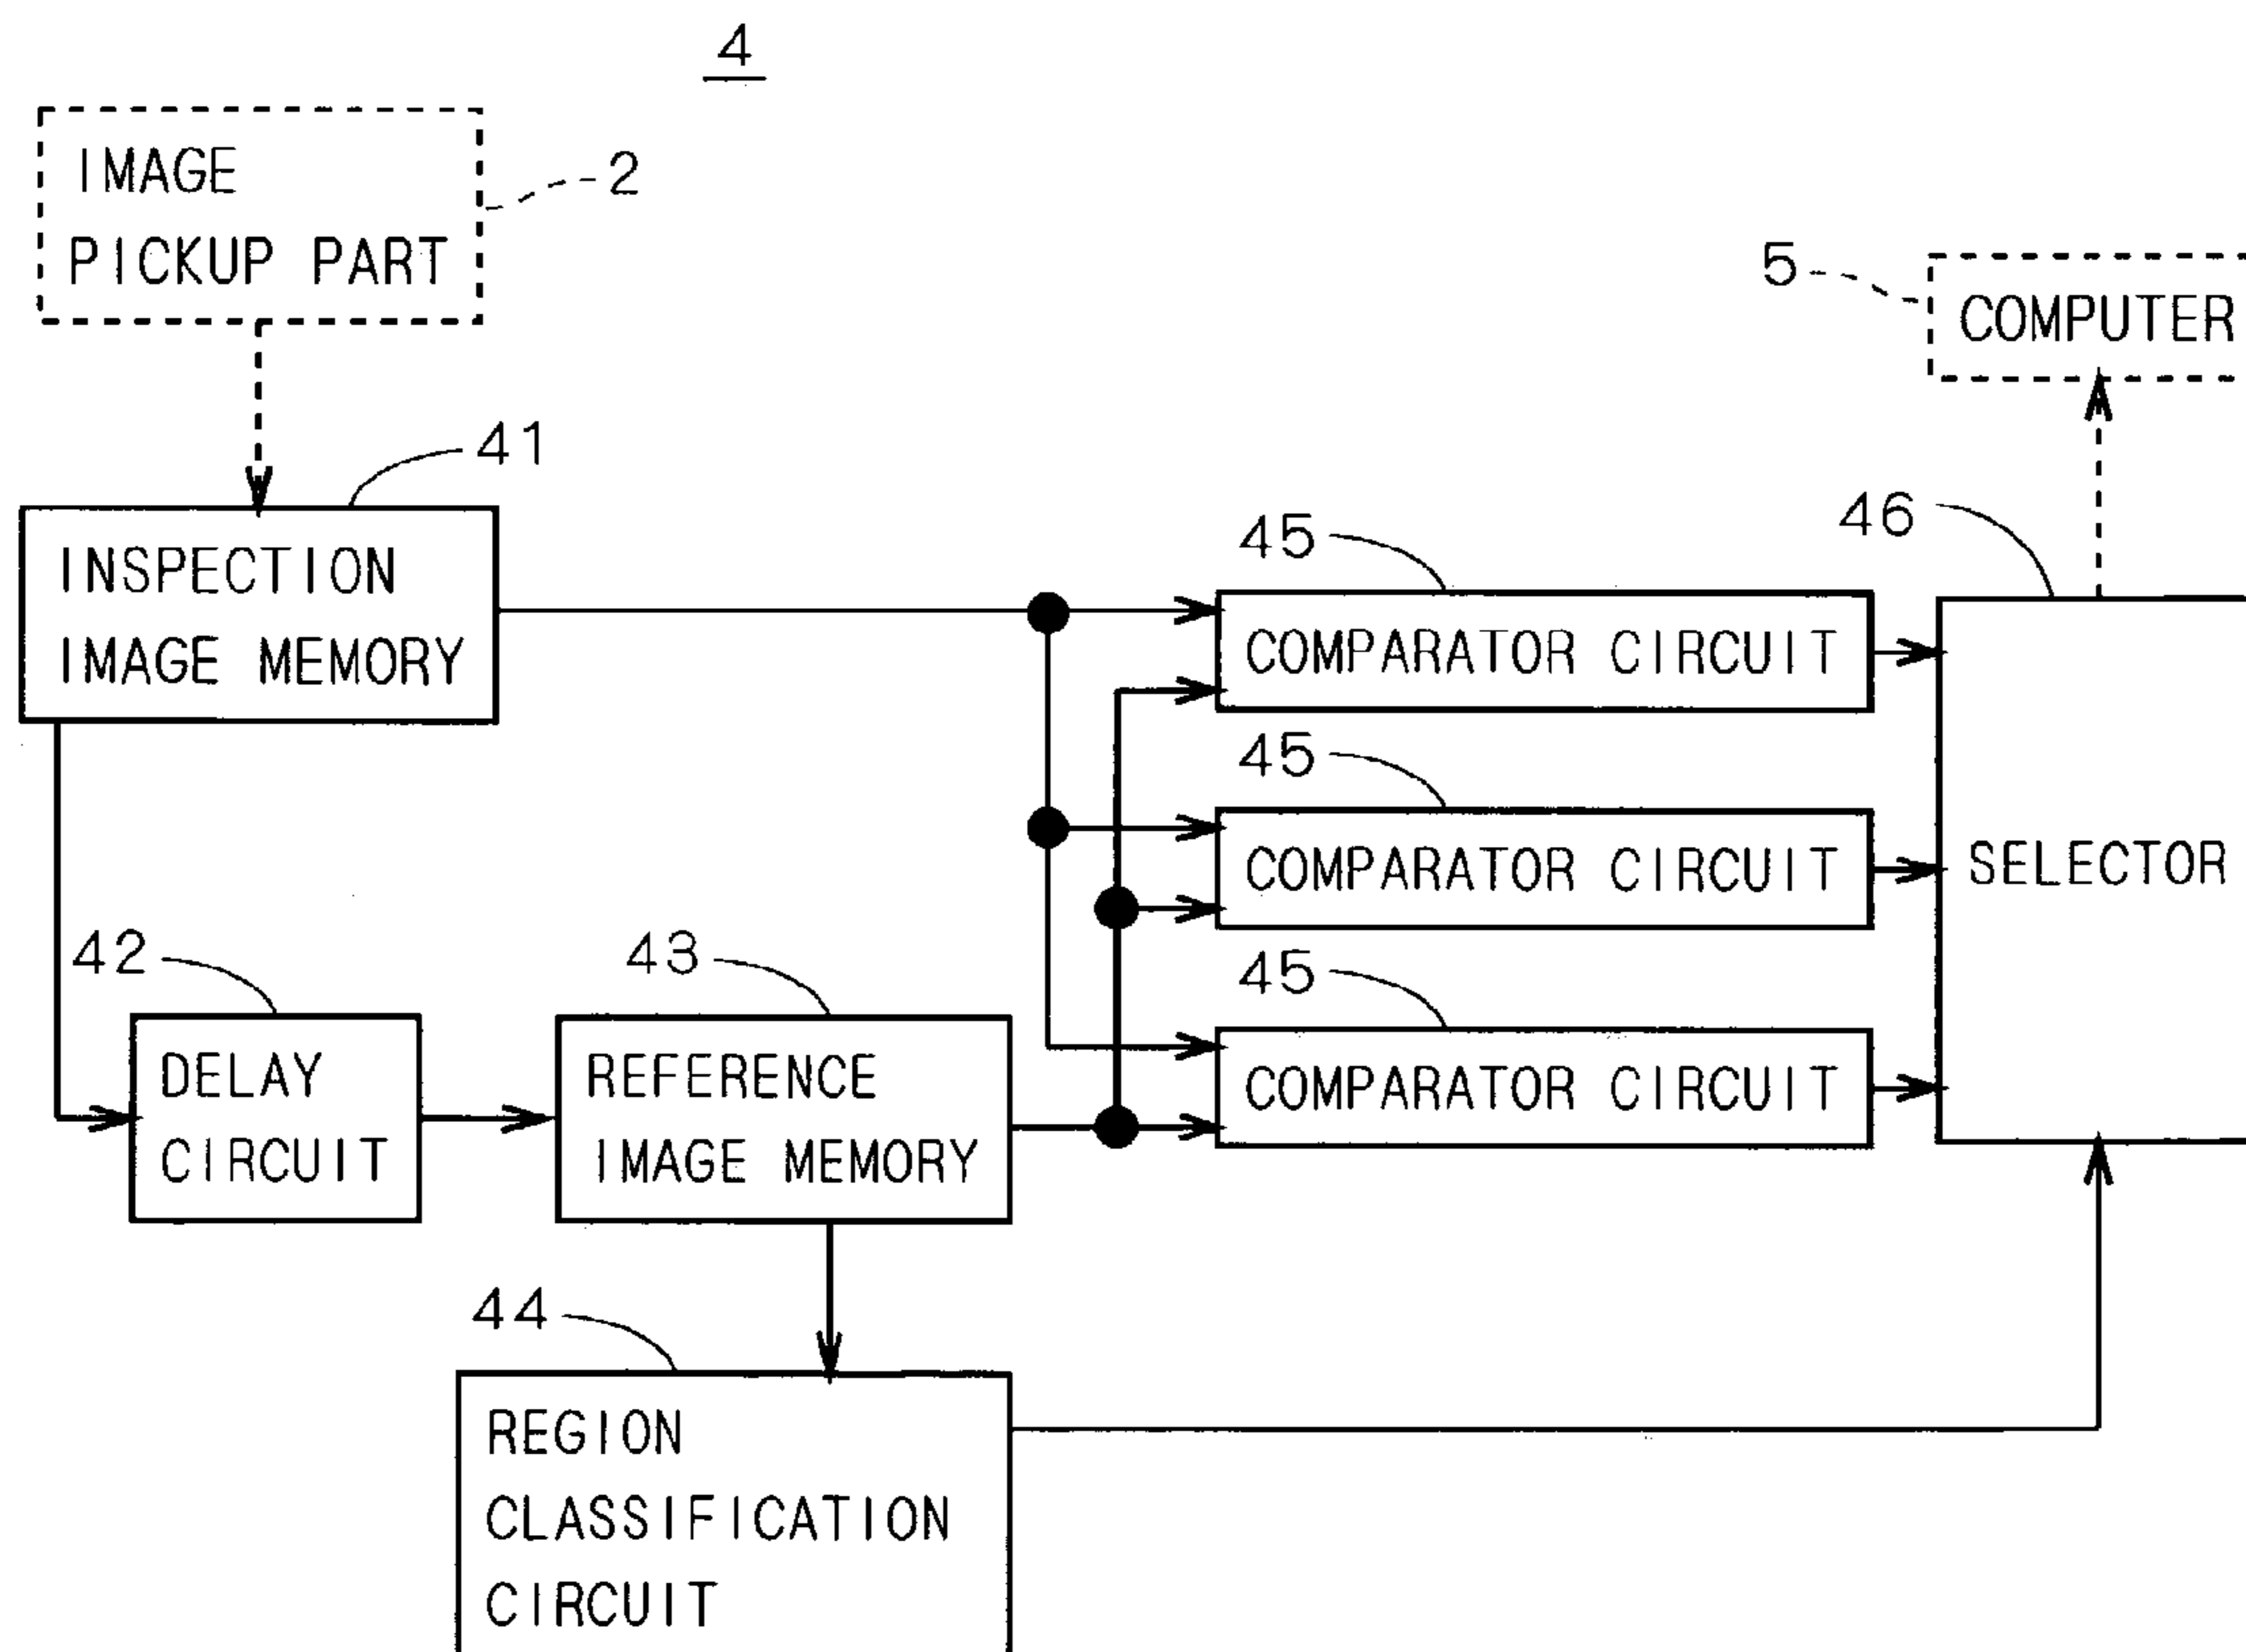 4
IMAGE
PICKUP PART
2
5
COMPUTER
41
INSPECTION
IMAGE MEMORY
45
COMPARATOR CIRCUIT
46
SELECTOR
45
COMPARATOR CIRCUIT
45
COMPARATOR CIRCUIT
42
DELAY
CIRCUIT
43
REFERENCE
IMAGE MEMORY
44
REGION
CLASSIFICATION
CIRCUIT